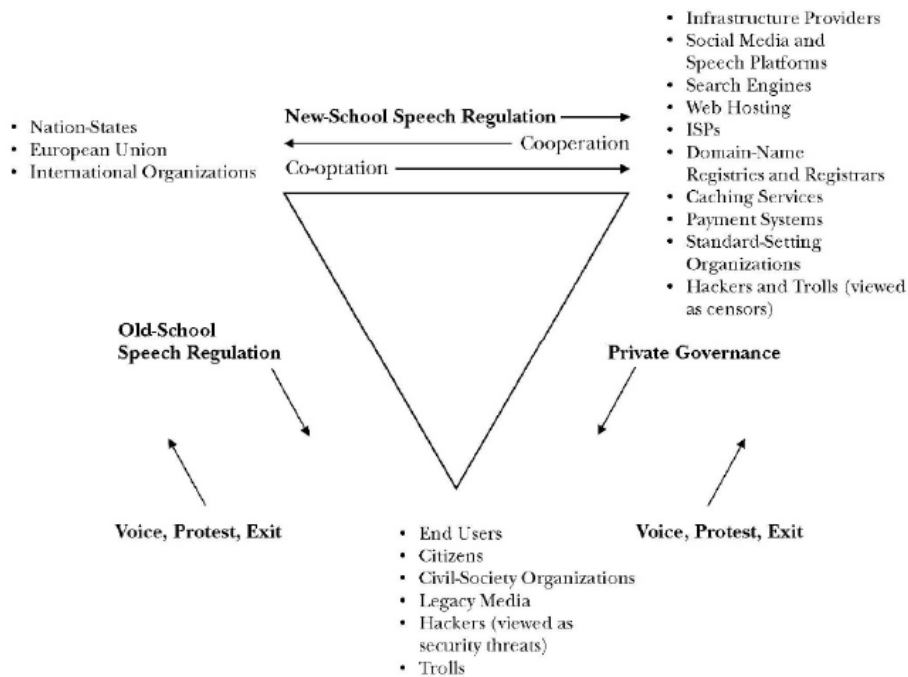 • Infrastructure Providers
• Social Media and
Speech Platforms
• Search Engines
• Web Hosting
• ISPs
• Domain-Name
Registries and Registrars
• Caching Services
• Payment Systems
• Standard-Setting
Organizations
• Hackers and Trolls (viewed
as censors)
New-School Speech Regulation
Cooperation
Co-optation
• Nation-States
• European Union
• International Organizations
Old-School
Speech Regulation
Private Governance
Voice, Protest, Exit
• End Users
• Citizens
• Civil-Society Organizations
• Legacy Media
• Hackers (viewed as
security threats)
• Trolls
Voice, Protest, Exit